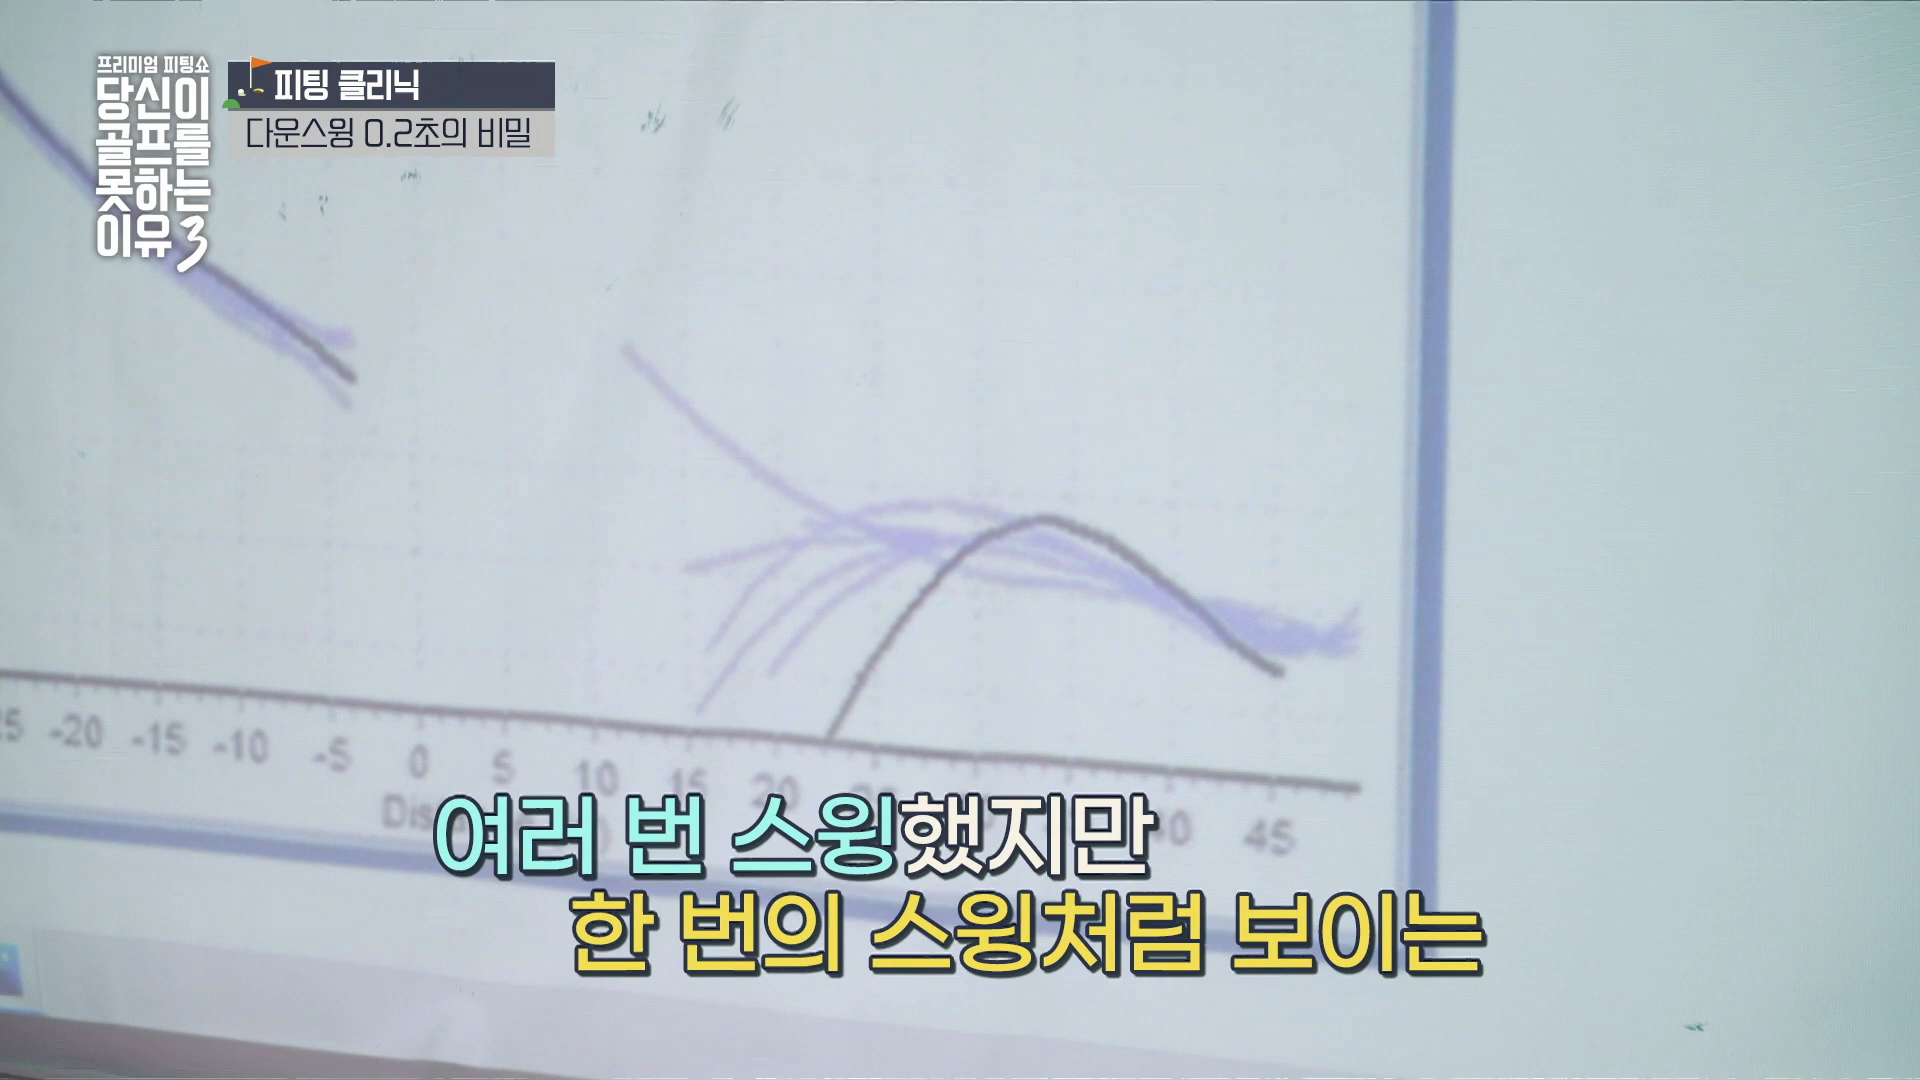 프리미엄 피팅쇼
당신이
골프를
못하는
이유 3
피팅 클리닉
다운스윙 0.2초의 비밀
-20 -15 -10 -5 0 5 10 15 20 45
여러 번 스윙했지만
한 번의 스윙처럼 보이는